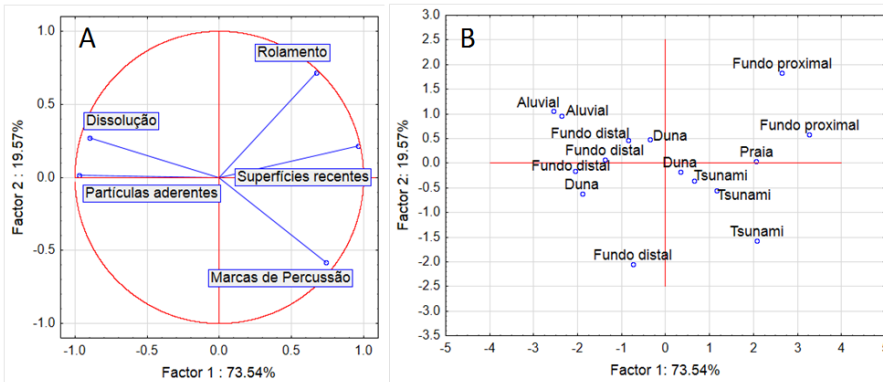 A
1.0
0.5
0.0
-0.5
-1.0
Factor 2 : 19.57%
Rolamento
Dissolução
Superfícies recentes
Partículas aderentes
Marcas de Percussão
-1.0 -0.5 0.0 0.5 1.0
Factor 1 : 73.54%
B
3.0
2.5
2.0
1.5
1.0
0.5
0.0
-0.5
-1.0
-1.5
-2.0
-2.5
-3.0
-3.5
Factor 2: 19.57%
Fundo proximal
Aluvial
Aluvial
Fundo proximal
Fundo distal
Duna
Fundo distal
Praia
Fundo distal
Duna
Tsunami
Duna
Tsunami
Tsunami
Fundo distal
-5 -4 -3 -2 -1 0 1 2 3 4 5
Factor 1: 73.54%